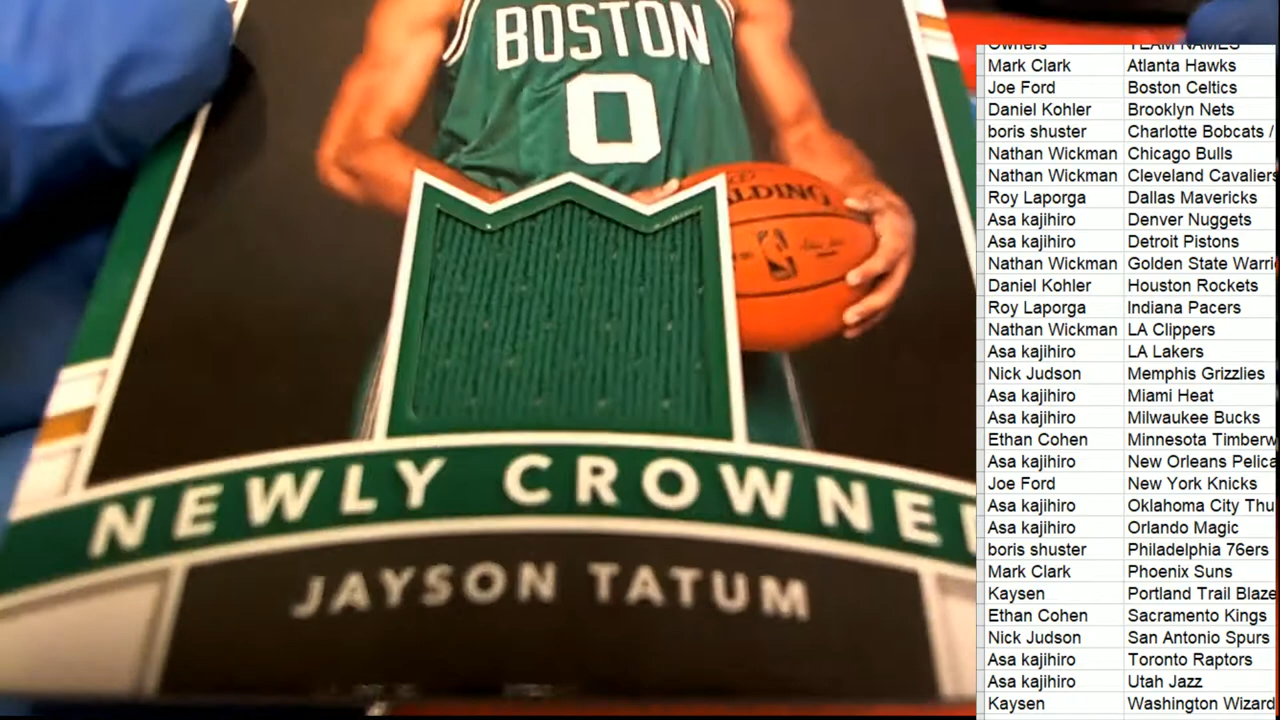 BOSTON
0
NEWLY CROWNE
JAYSON TATUM
Owners TEAM NAMES
Mark Clark Atlanta Hawks
Joe Ford Boston Celtics
Daniel Kohler Brooklyn Nets
boris shuster Charlotte Bobcats /
Nathan Wickman Chicago Bulls
Nathan Wickman Cleveland Cavaliers
Roy Laporga Dallas Mavericks
Asa kajihiro Denver Nuggets
Asa kajihiro Detroit Pistons
Nathan Wickman Golden State Warri
Daniel Kohler Houston Rockets
Roy Laporga Indiana Pacers
Nathan Wickman LA Clippers
Asa kajihiro LA Lakers
Nick Judson Memphis Grizzlies
Asa kajihiro Miami Heat
Asa kajihiro Milwaukee Bucks
Ethan Cohen Minnesota Timberw
Asa kajihiro New Orleans Pelica
Joe Ford New York Knicks
Asa kajihiro Oklahoma City Thu
Asa kajihiro Orlando Magic
boris shuster Philadelphia 76ers
Mark Clark Phoenix Suns
Kaysen Portland Trail Blaze
Ethan Cohen Sacramento Kings
Nick Judson San Antonio Spurs
Asa kajihiro Toronto Raptors
Asa kajihiro Utah Jazz
Kaysen Washington Wizard